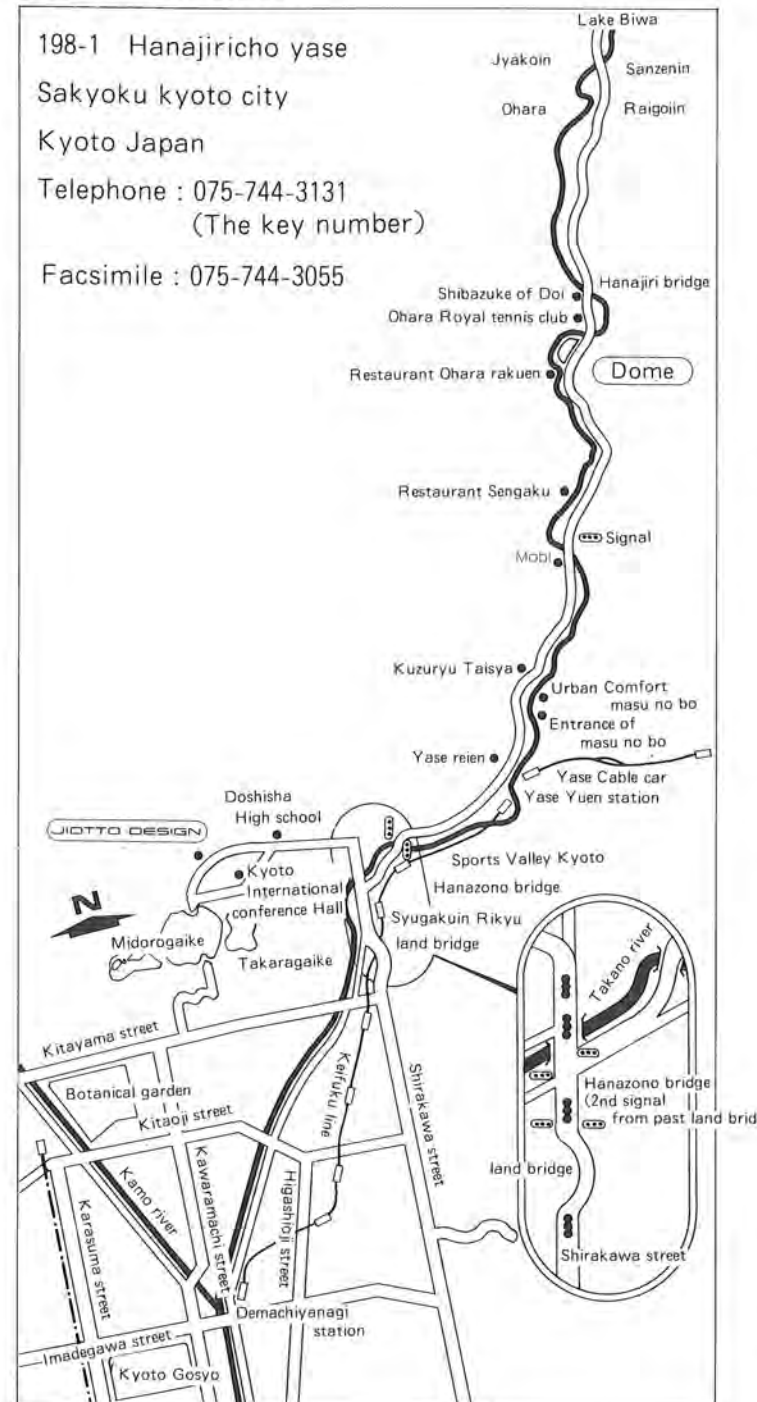 198-1 Hanajiricho yase
Sakyoku kyoto city
Kyoto Japan
Telephone : 075-744-3131
(The key number)
Facsimile : 075-744-3055
Lake Biwa
Jyakoin
Sanzenin
Ohara
Raigoiin
Shibazuke of Doi
Hanajiri bridge
Ohara Royal tennis club
Restaurant Ohara rakuen
Dome
Restaurant Sengaku
Signal
Mobl
Kuzuryu Taisya
Urban Comfort
masu no bo
Entrance of
masu no bo
Yase reien
Yase Cable car
Yase Yuen station
Doshisha
High school
JIOTTO DESIGN
Kyoto
International
conference Hall
Sports Valley Kyoto
Hanazono bridge
Syugakuin Rikyu
land bridge
N
Midorogaike
Takaragaike
Takano river
Kitayama street
Keifuku line
Shirakawa street
Botanical garden
Kitaoji street
Hanazono bridge
(2nd signal
from past land brid
land bridge
Shirakawa street
Kamo river
Kawaramachi street
Higashioji street
Karasuma street
Demachiyanagi
station
Imadegawa street
Kyoto Gosyo